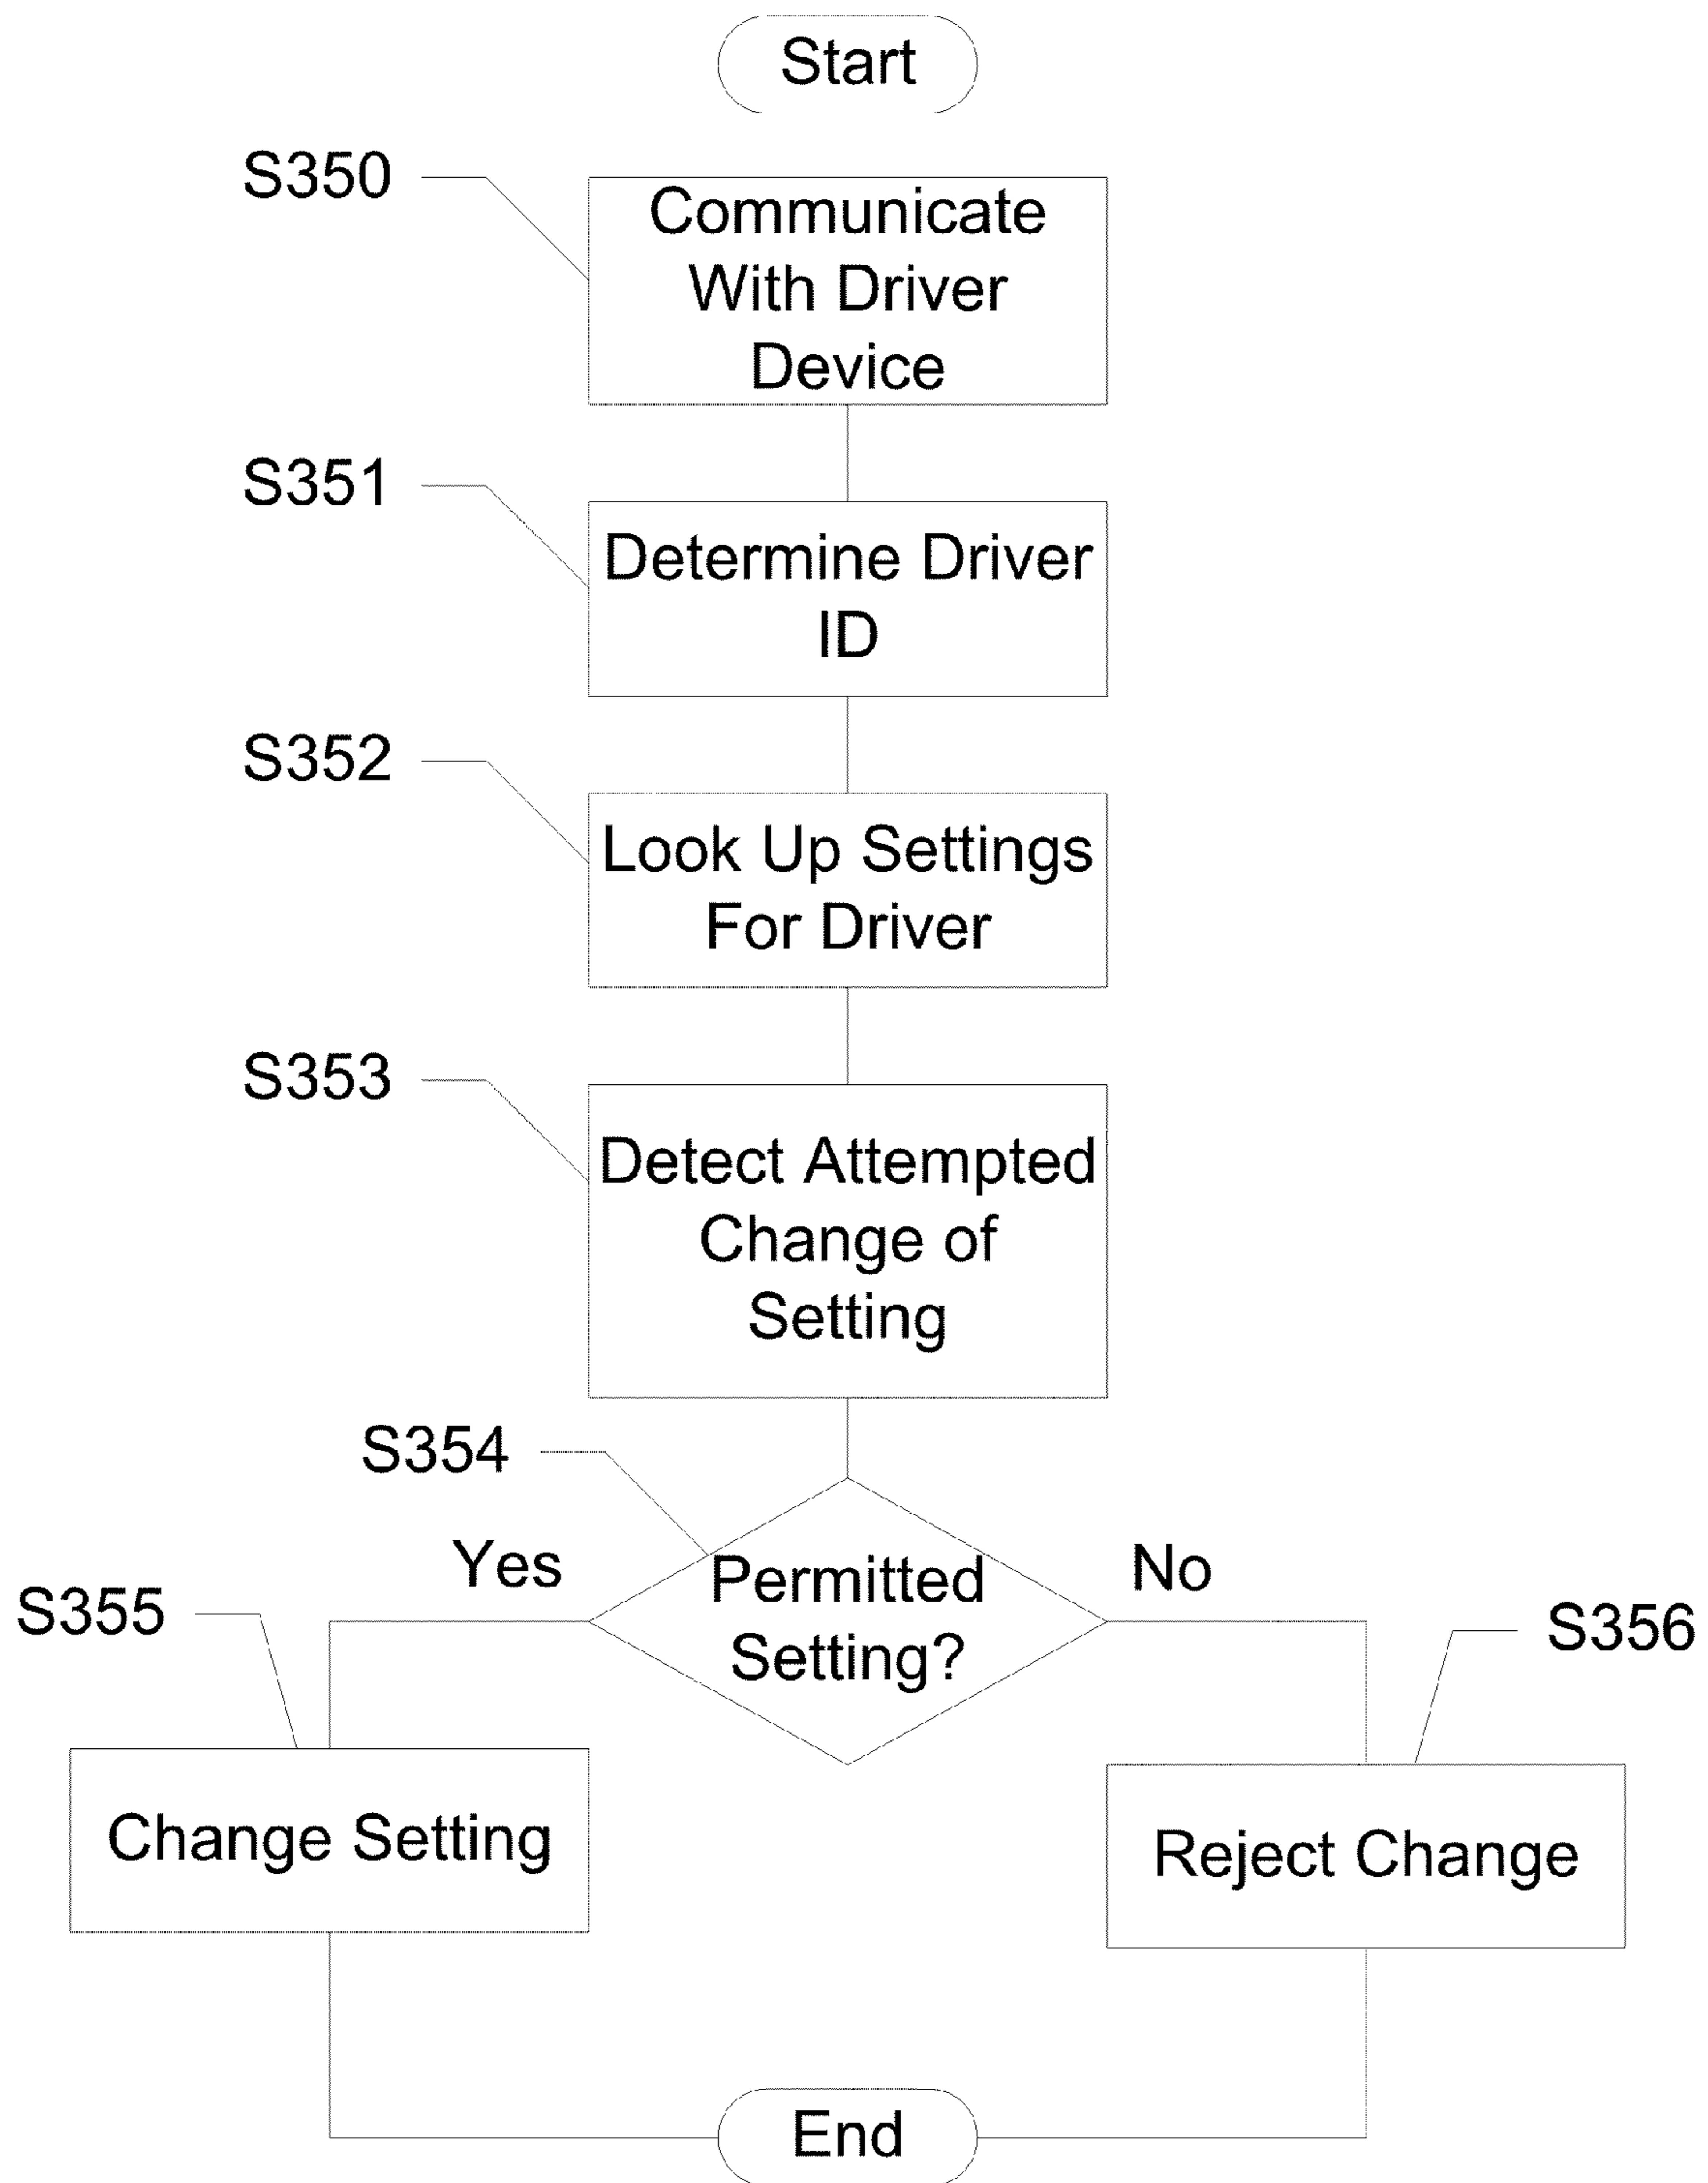 Start
S350
Communicate
With Driver
Device
S351
Determine Driver
ID
S352
Look Up Settings
For Driver
S353
Detect Attempted
Change of
Setting
S354
Yes
Permitted
Setting?
No
S355
S356
Change Setting
Reject Change
End